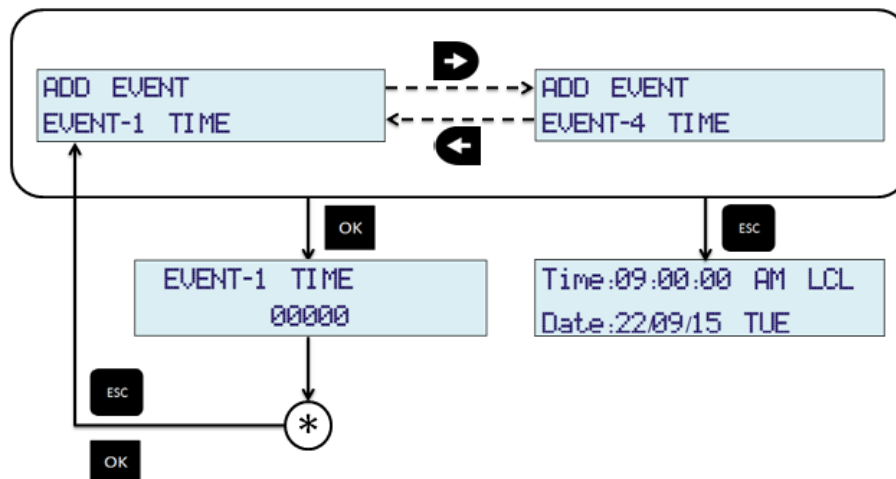 ADD EVENT
EVENT-1 TIME
ADD EVENT
EVENT-4 TIME
OK
ESC
EVENT-1 TIME
00000
Time:09:00:00 AM LCL
Date:22/09/15 TUE
ESC
*
OK